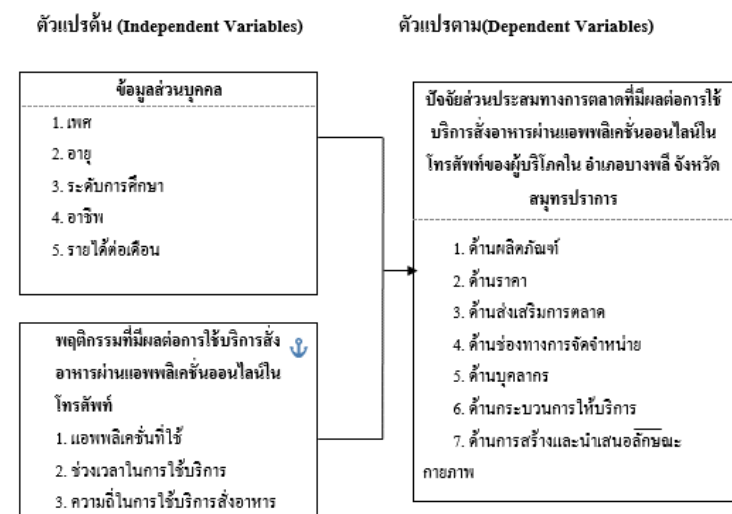 ตัวแปรต้น (Independent Variables)
ตัวแปรตาม(Dependent Variables)
ข้อมูลส่วนบุคคล
1. เพศ
2. อายุ
3. ระดับการศึกษา
4. อาชีพ
5. รายได้ต่อเดือน
พฤติกรรมที่มีผลต่อการใช้บริการสั่ง
อาหารผ่านแอพพลิเคชั่นออนไลน์ใน
โทรศัพท์
1. แอพพลิเคชั่นที่ใช้
2. ช่วงเวลาในการใช้บริการ
3. ความถี่ในการใช้บริการสั่งอาหาร
ปัจจัยส่วนประสมทางการตลาดที่มีผลต่อการใช้
บริการสั่งอาหารผ่านแอพพลิเคชั่นออนไลน์ใน
โทรศัพท์ของผู้บริโภคใน อำเภอบางพลี จังหวัด
สมุทรปราการ
1. ด้านผลิตภัณฑ์
2. ด้านราคา
3. ด้านส่งเสริมการตลาด
4. ด้านช่องทางการจัดจำหน่าย
5. ด้านบุคลากร
6. ด้านกระบวนการให้บริการ
7. ด้านการสร้างและนำเสนอลักษณะ
กายภาพ